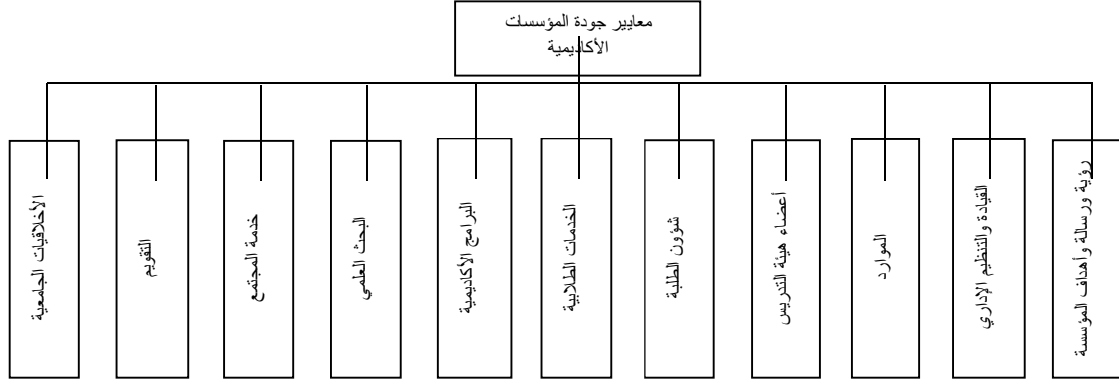 معايير جودة المؤسسات
الأكاديمية
رؤية ورسالة وأهداف المؤسسة
القيادة والتنظيم الإداري
الموارد
أعضاء هيئة التدريس
شؤون الطلبة
الخدمات الطلابية
البرامج الأكاديمية
البحث العلمي
خدمة المجتمع
التقويم
الأخلاقيات الجامعية